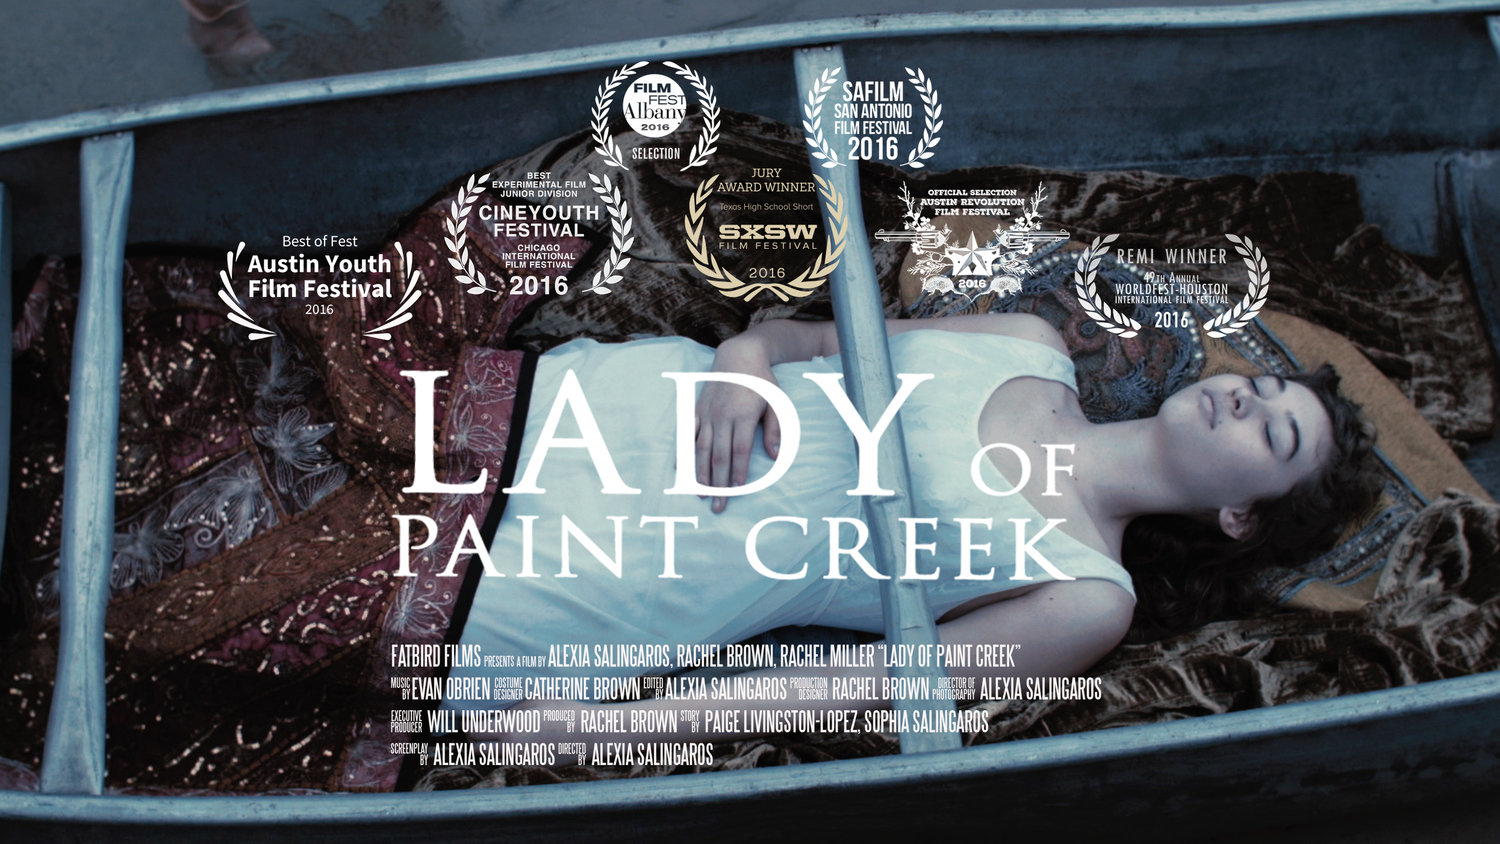 FILM
FEST
Albany
2016
SELECTION
SAFILM
SAN ANTONIO
FILM FESTIVAL
2016
BEST
EXPERIMENTAL FILM
JUNIOR DIVISION
CINEYOUTH
FESTIVAL
CHICAGO
INTERNATIONAL
FILM FESTIVAL
2016
JURY
AWARD WINNER
Texas High School Short
SXSW
FILM FESTIVAL
2016
OFFICIAL SELECTION
AUSTIN REVOLUTION
FILM FESTIVAL
2016
Best of Fest
Austin Youth
Film Festival
2016
REMI WINNER
49TH ANNUAL
WORLDFEST-HOUSTON
INTERNATIONAL FILM FESTIVAL
2016
LADY OF
PAINT CREEK
FATBIRD FILMS PRESENTS A FILM BY ALEXIA SALINGAROS, RACHEL BROWN, RACHEL MILLER “LADY OF PAINT CREEK”
MUSIC BY EVAN OBRIEN COSTUME DESIGNER CATHERINE BROWN EDITED BY ALEXIA SALINGAROS PRODUCTION DESIGNER RACHEL BROWN DIRECTOR OF PHOTOGRAPHY ALEXIA SALINGAROS
EXECUTIVE PRODUCER WILL UNDERWOOD PRODUCED BY RACHEL BROWN STORY BY PAIGE LIVINGSTON-LOPEZ, SOPHIA SALINGAROS
SCREENPLAY BY ALEXIA SALINGAROS DIRECTED BY ALEXIA SALINGAROS